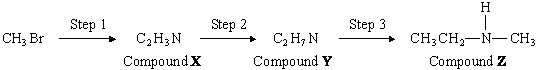 H
Step 1 Step 2 Step 3
CH₃Br C₂H₃N C₂H₇N CH₃CH₂—N—CH₃
Compound X Compound Y Compound Z